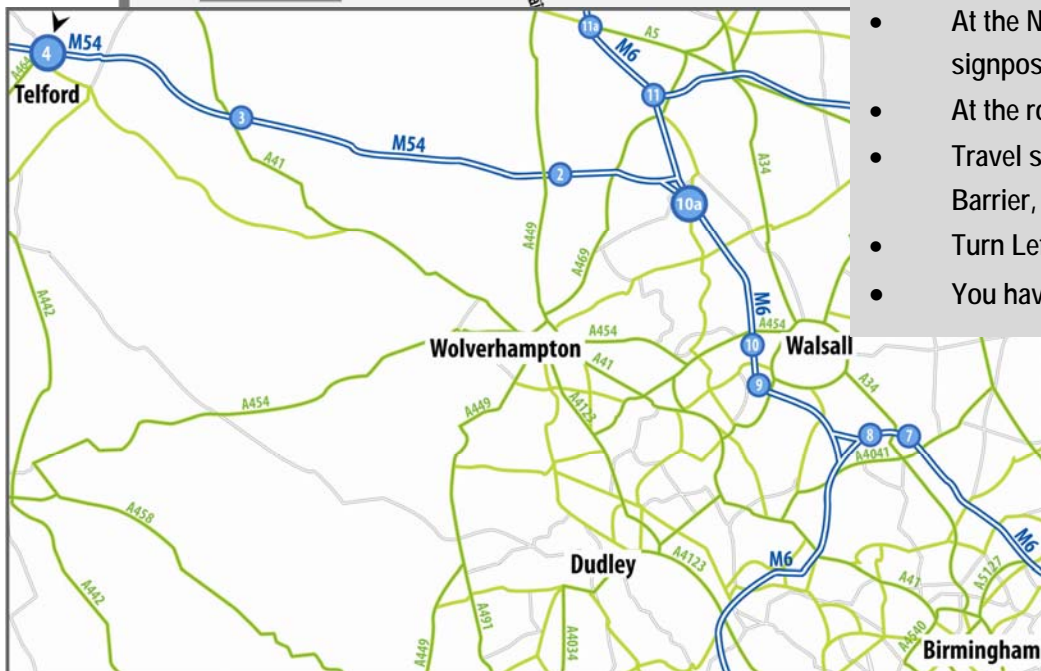 At the N
signpos
At the ro
Travel s
Barrier,
Turn Le
You hav
11a
A5
M6
4
M54
A464
Telford
11
3
M54
A41
2
A34
10a
A449
A469
A442
M6
A454
10
Walsall
A454
Wolverhampton
A41
9
A34
A454
A449
A4123
8
7
A4041
A458
M6
A4123
M6
Dudley
A41
A5127
A442
A449
A491
A4034
A4540
Birmingham